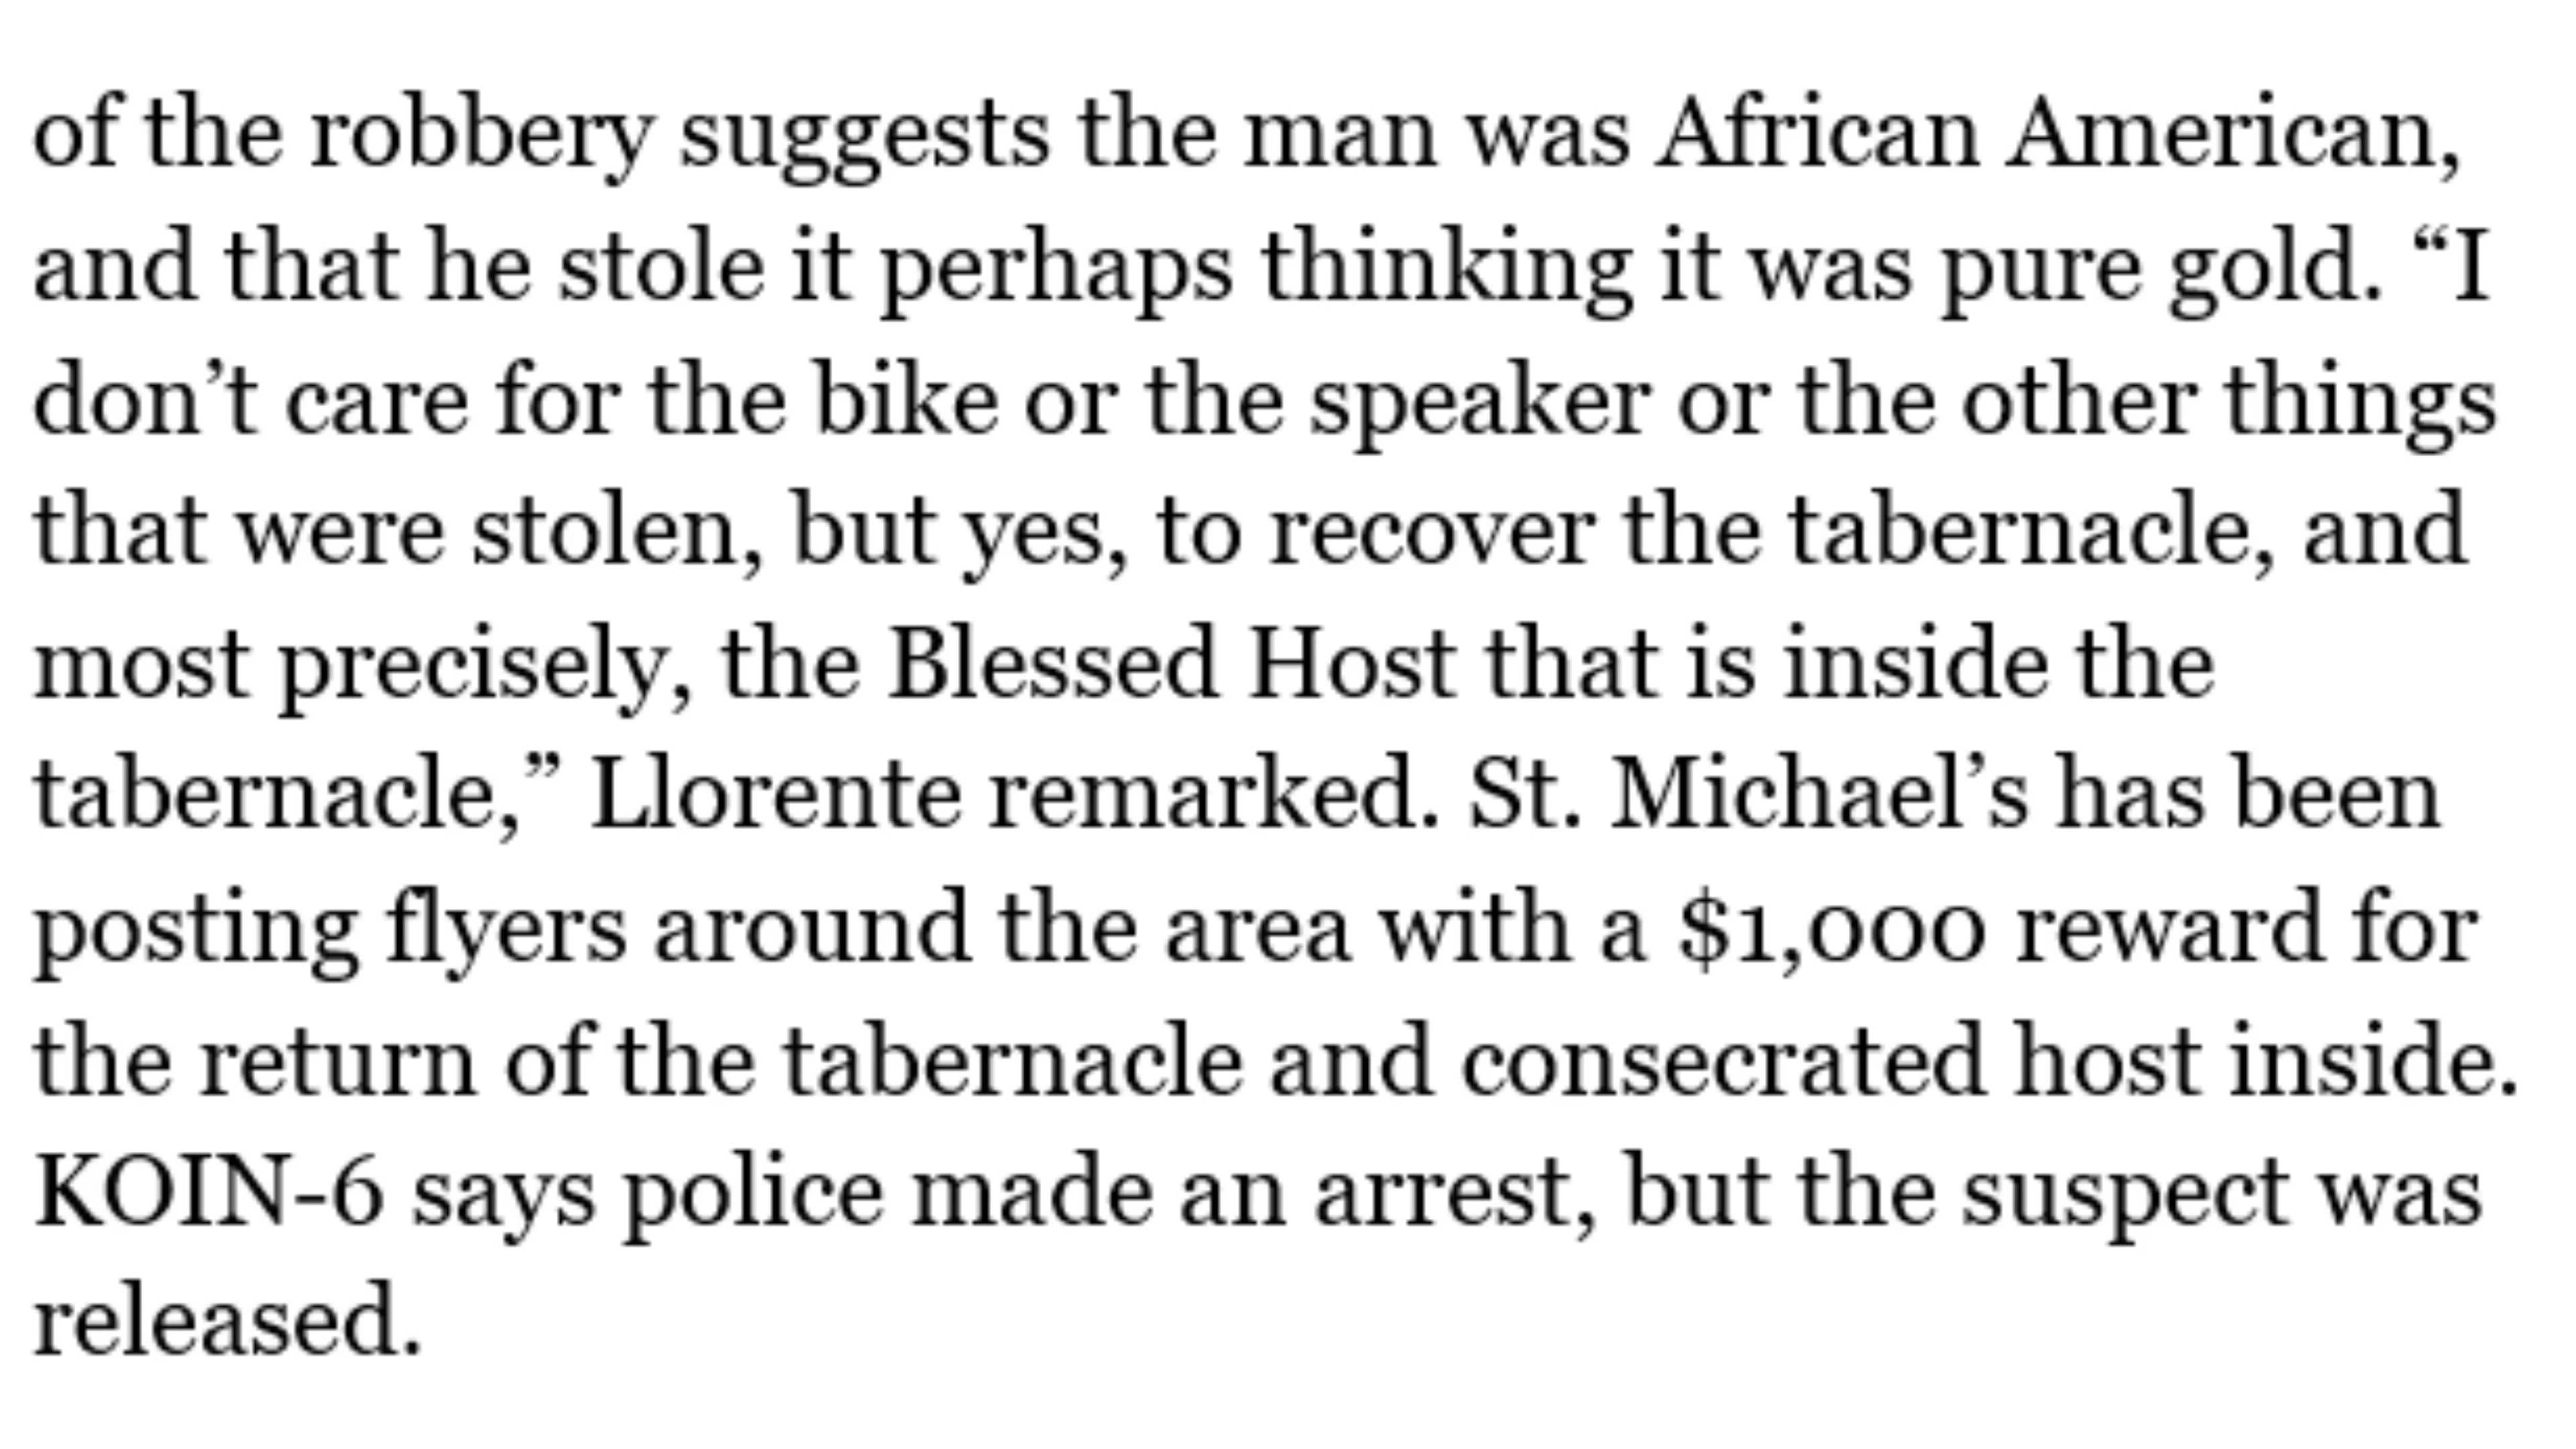 of the robbery suggests the man was African American,
and that he stole it perhaps thinking it was pure gold. “I
don’t care for the bike or the speaker or the other things
that were stolen, but yes, to recover the tabernacle, and
most precisely, the Blessed Host that is inside the
tabernacle,” Llorente remarked. St. Michael’s has been
posting flyers around the area with a $1,000 reward for
the return of the tabernacle and consecrated host inside.
KOIN-6 says police made an arrest, but the suspect was
released.